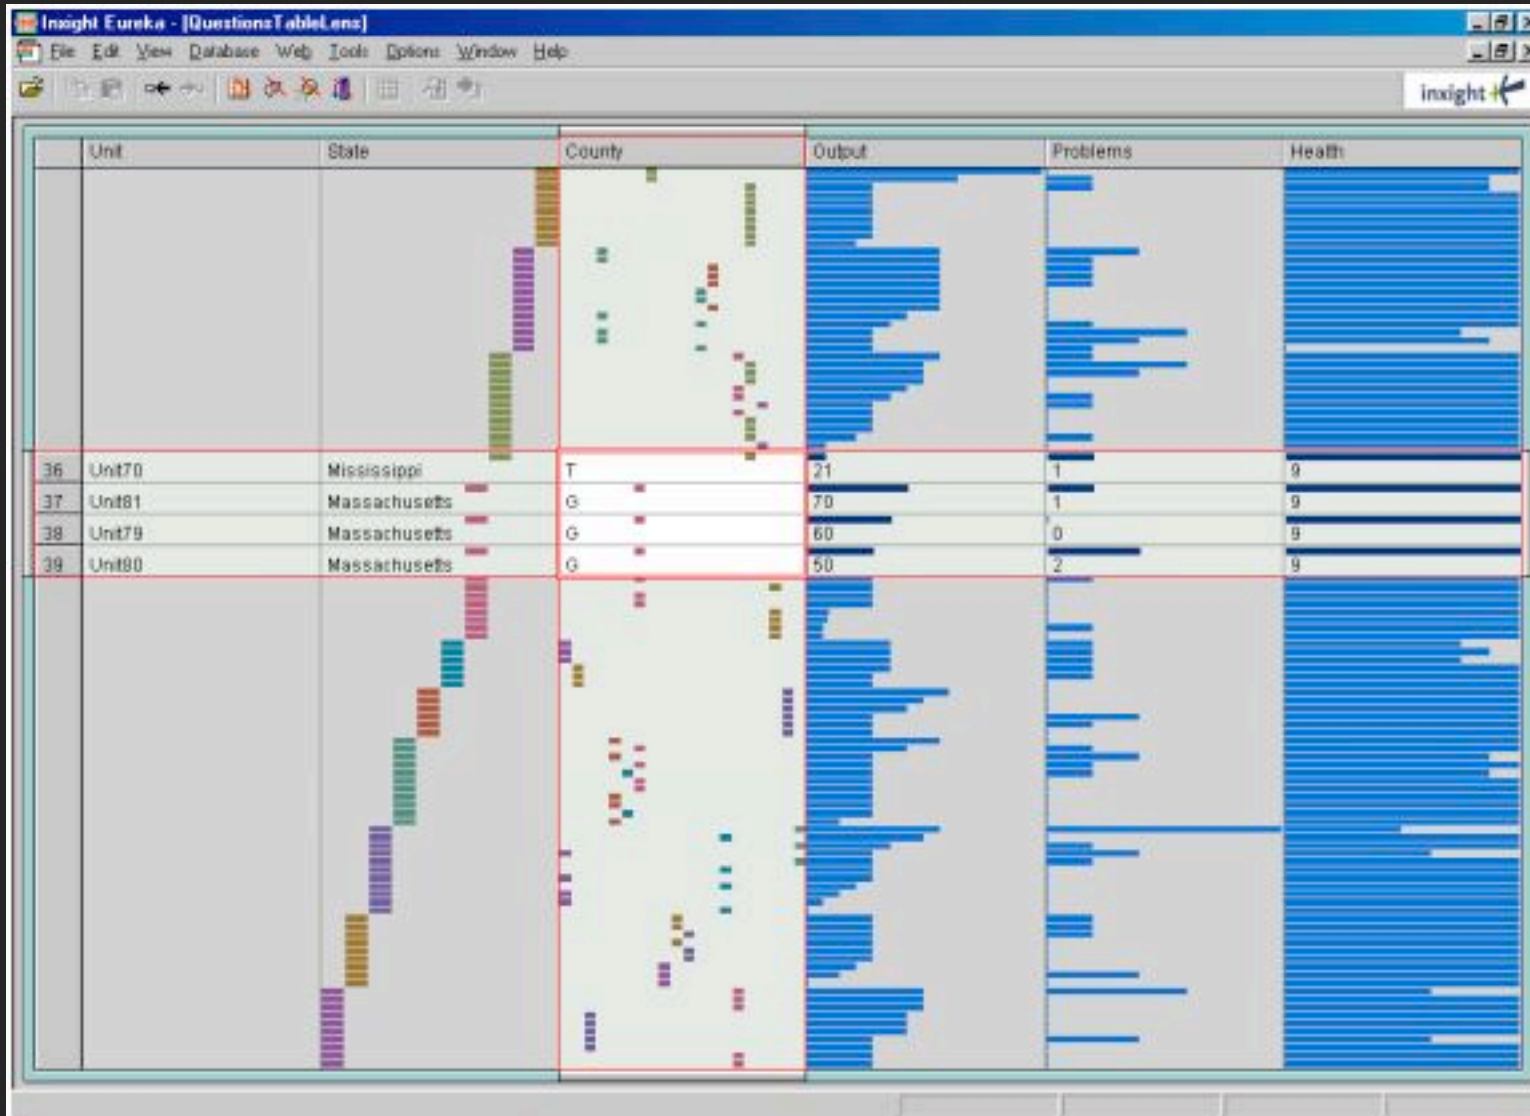 Inxight Eureka - [QuestionsTableLens]
File Edit View Database Web Tools Options Window Help
inxight
Unit State County Output Problems Health
36 Unit70 Mississippi T 21 1 9
37 Unit81 Massachusetts G 70 1 9
38 Unit79 Massachusetts G 60 0 9
39 Unit80 Massachusetts G 50 2 9